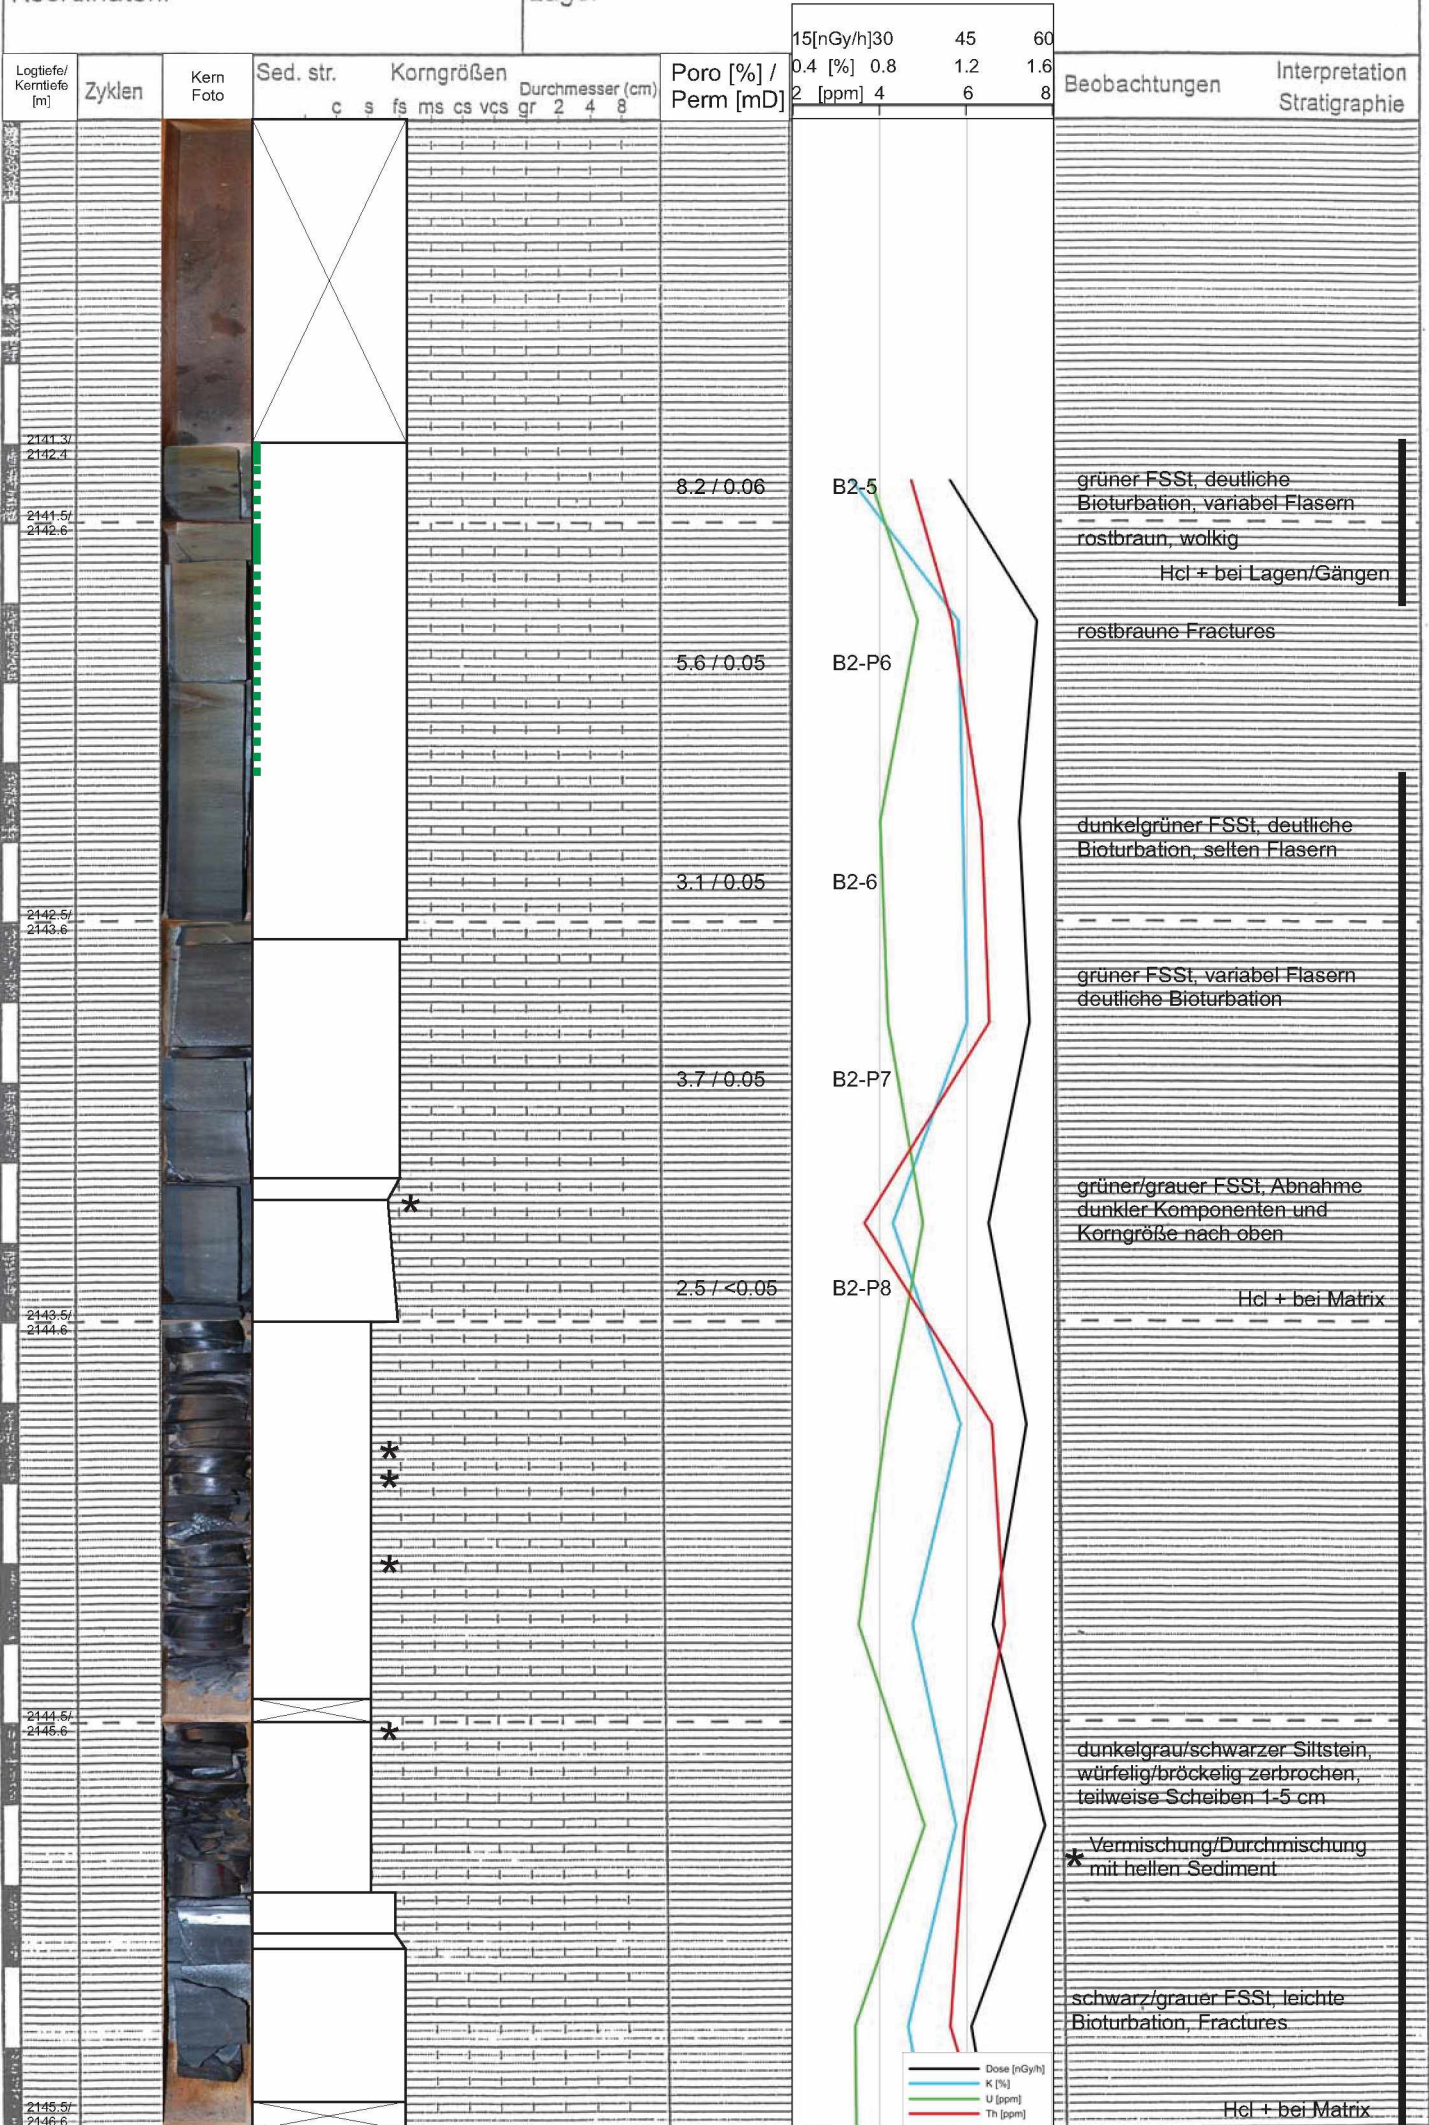 15[nGy/h]30 45 60
0.4 [%] 0.8 1.2 1.6
2 [ppm] 4 6 8
Logtiefe/
Kerntiefe
[m]
Zyklen
Kern
Foto
Sed. str.
Korngrößen
Durchmesser (cm)
c s fs ms cs vcs gr 2 4 8
Poro [%] /
Perm [mD]
Beobachtungen
Interpretation
Stratigraphie
2141.3/
2142.4
8.2 / 0.06
B2-5
grüner FSSt, deutliche
Bioturbation, variabel Flasern
2141.5/
2142.6
rostbraun, wolkig
Hcl + bei Lagen/Gängen
rostbraune Fractures
5.6 / 0.05
B2-P6
dunkelgrüner FSSt, deutliche
Bioturbation, selten Flasern
3.1 / 0.05
B2-6
2142.5/
2143.6
grüner FSSt, variabel Flasern
deutliche Bioturbation
3.7 / 0.05
B2-P7
*
grüner/grauer FSSt, Abnahme
dunkler Komponenten und
Korngröße nach oben
2.5 / <0.05
B2-P8
Hcl + bei Matrix
2143.5/
2144.6
*
*
*
2144.5/
2145.6
*
dunkelgrau/schwarzer Siltstein,
würfelig/bröckelig zerbrochen,
teilweise Scheiben 1-5 cm
* Vermischung/Durchmischung
mit hellen Sediment
schwarz/grauer FSSt, leichte
Bioturbation, Fractures
Dose [nGy/h]
K [%]
U [ppm]
Th [ppm]
2145.5/
2146.6
Hcl + bei Matrix